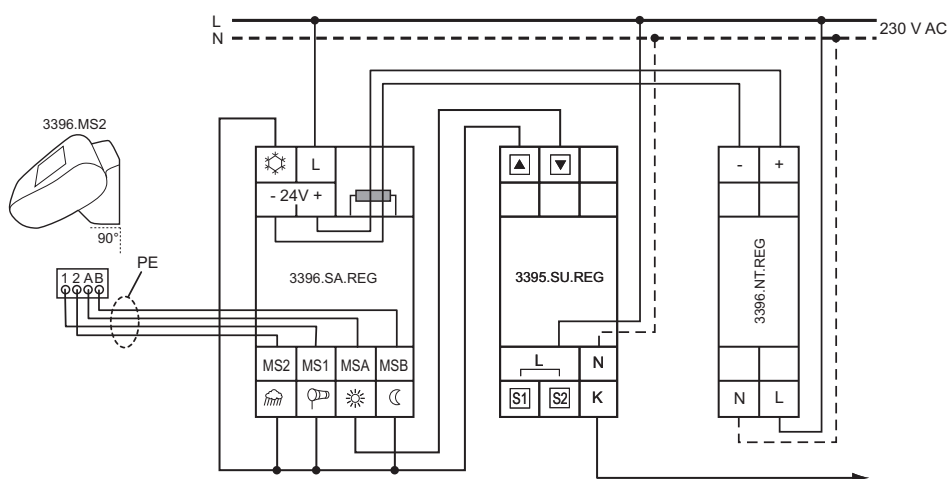 L
N
230 V AC
3396.MS2
90°
L
- 24V +
- +
PE
1 2 A B
3396.SA.REG
3395.SU.REG
3396.NT.REG
MS2 MS1 MSA MSB
L N
S1 S2 K
N L